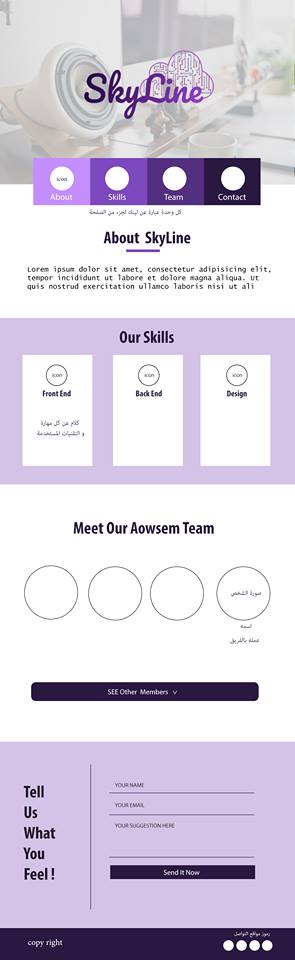 SkyLine
icon
About
Skills
Team
Contact
كل وحدة عبارة عن لينك لجزء من الصفحة
About SkyLine
Lorem ipsum dolor sit amet, consectetur adipisicing elit,
tempor incididunt ut labore et dolore magna aliqua. Ut
quis nostrud exercitation ullamco laboris nisi ut ali
Our Skills
icon
icon
icon
Front End
Back End
Design
كلام عن كل مهارة
و التقنيات المستخدمة
Meet Our Aowsem Team
صورة الشخص
اسمه
عمله بالفريق
SEE Other Members
Tell
Us
What
You
Feel !
YOUR NAME
YOUR EMAIL
YOUR SUGGESTION HERE
Send It Now
copy right
رموز مواقع التواصل